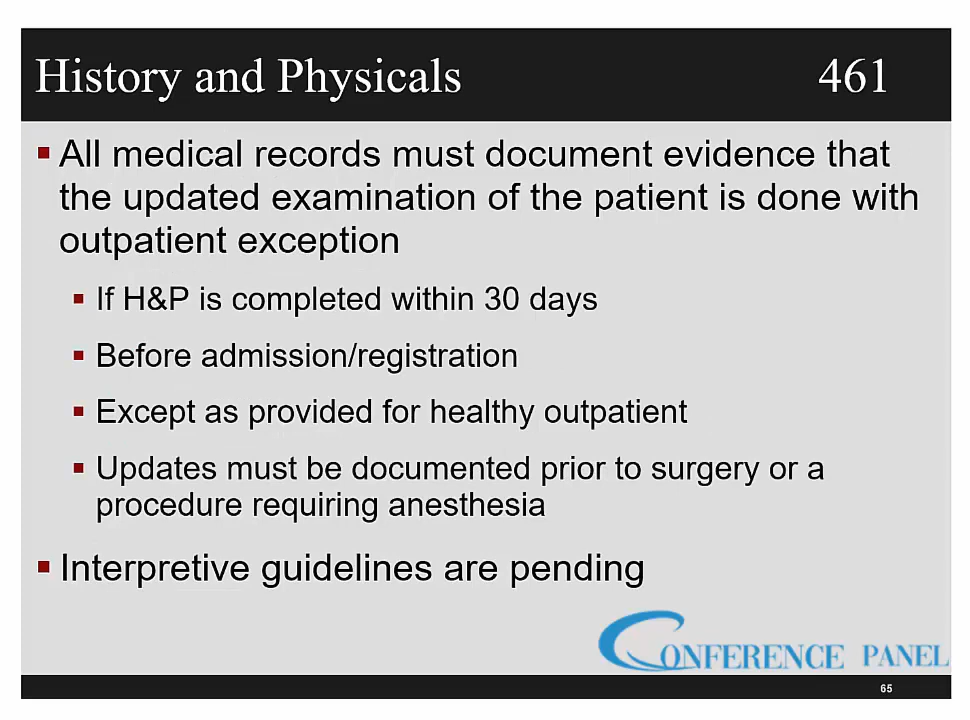 History and Physicals 461
▪ All medical records must document evidence that
the updated examination of the patient is done with
outpatient exception
▪ If H&P is completed within 30 days
▪ Before admission/registration
▪ Except as provided for healthy outpatient
▪ Updates must be documented prior to surgery or a
procedure requiring anesthesia
▪ Interpretive guidelines are pending
CONFERENCE PANEL
65